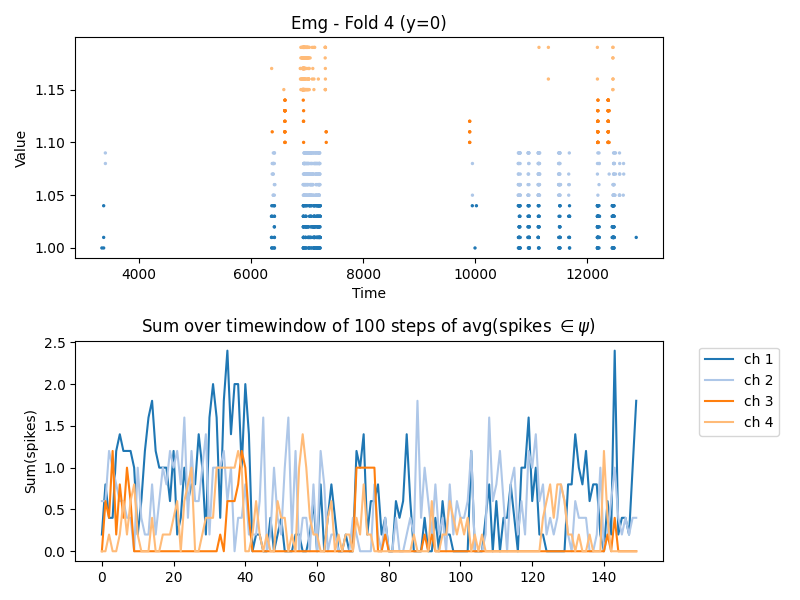 Emg - Fold 4 (y=0)
Value
1.15
1.10
1.05
1.00
4000 6000 8000 10000 12000
Time
Sum over timewindow of 100 steps of avg(spikes ∈ ψ)
Sum(spikes)
2.5
2.0
1.5
1.0
0.5
0.0
0 20 40 60 80 100 120 140
ch 1
ch 2
ch 3
ch 4